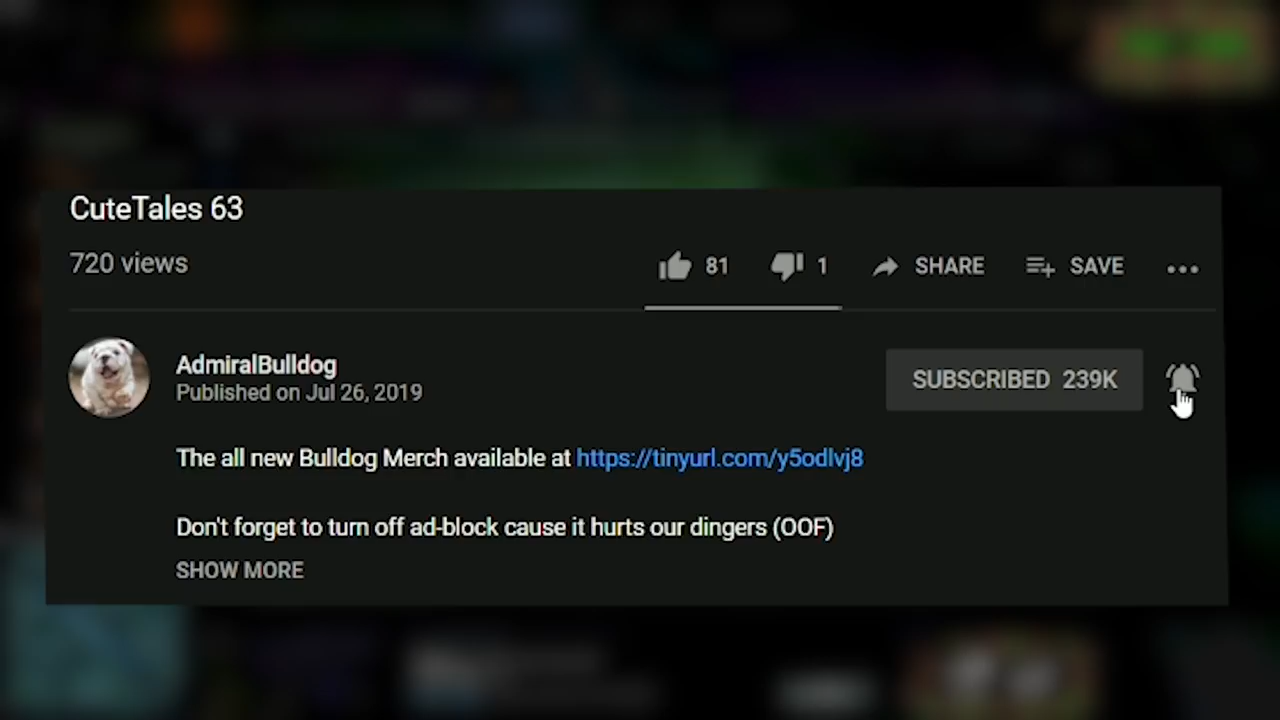 CuteTales 63
720 views
81
1
SHARE
SAVE
AdmiralBulldog
Published on Jul 26, 2019
SUBSCRIBED 239K
The all new Bulldog Merch available at https://tinyurl.com/y5odlvj8
Don't forget to turn off ad-block cause it hurts our dingers (OOF)
SHOW MORE